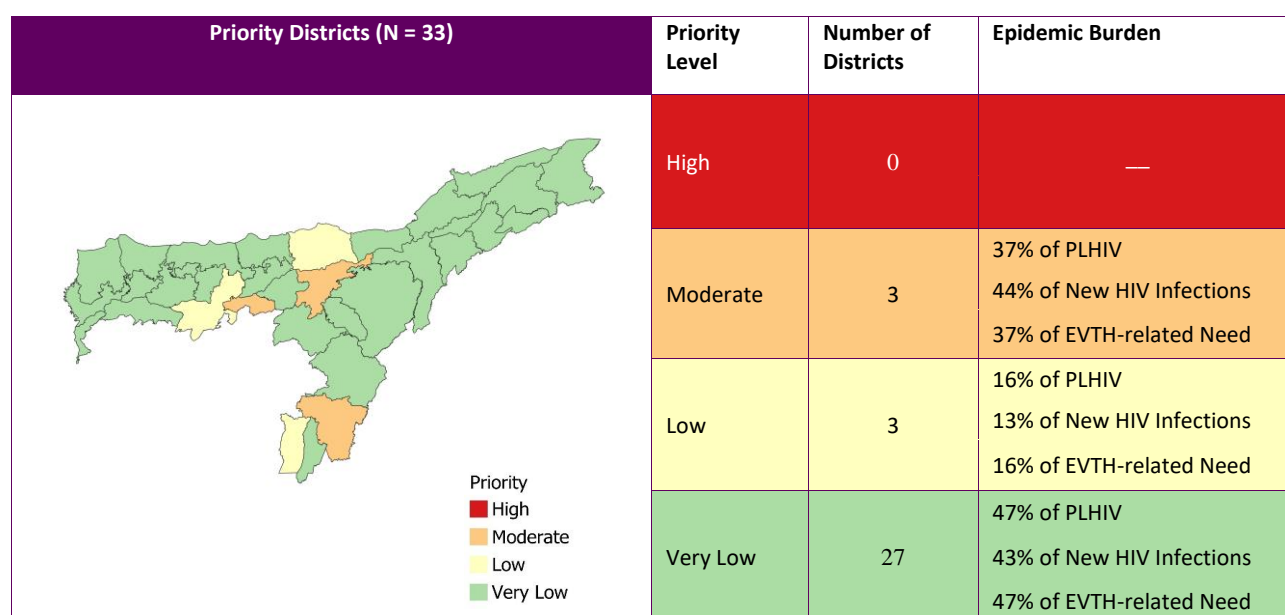 Priority Districts (N = 33)
Priority
Level
Number of
Districts
Epidemic Burden
High
0
—
Moderate
3
37% of PLHIV
44% of New HIV Infections
37% of EVTH-related Need
Low
3
16% of PLHIV
13% of New HIV Infections
16% of EVTH-related Need
Very Low
27
47% of PLHIV
43% of New HIV Infections
47% of EVTH-related Need
Priority
High
Moderate
Low
Very Low